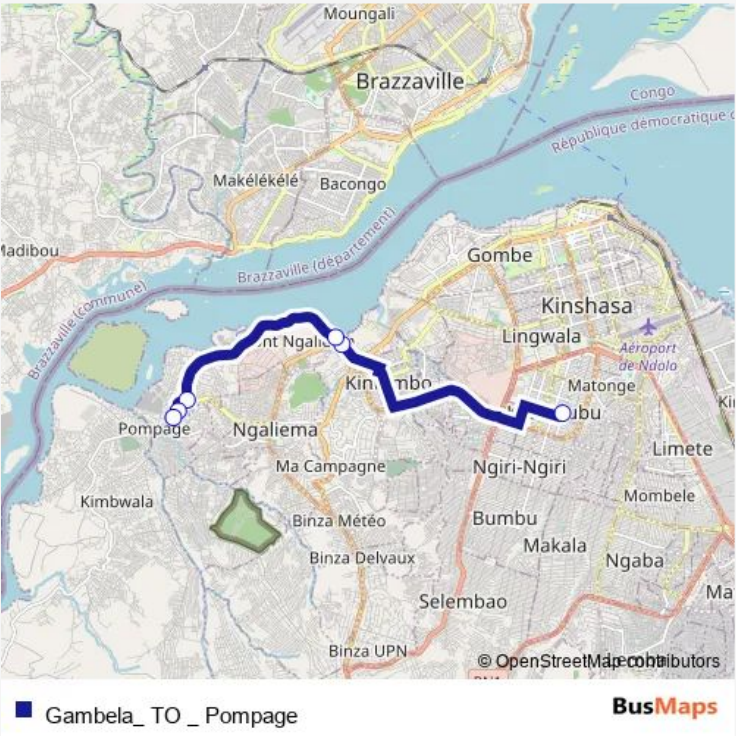 Moungali
Brazzaville
Congo
République démocratique
Makélékélé
Bacongo
Brazzaville (département)
Gombe
Brazzaville (commune)
Kinshasa
Lingwala
Aéroport
de Ndolo
Matonge
Pompage
Ngaliema
Limete
Ma Campagne
Ngiri-Ngiri
Kimbwala
Mombele
Binza Météo
Bumbu
Makala
Binza Delvaux
Ngaba
Selembao
Binza UPN
© OpenStreetMap contributors
Gambela_ TO _ Pompage
BusMaps